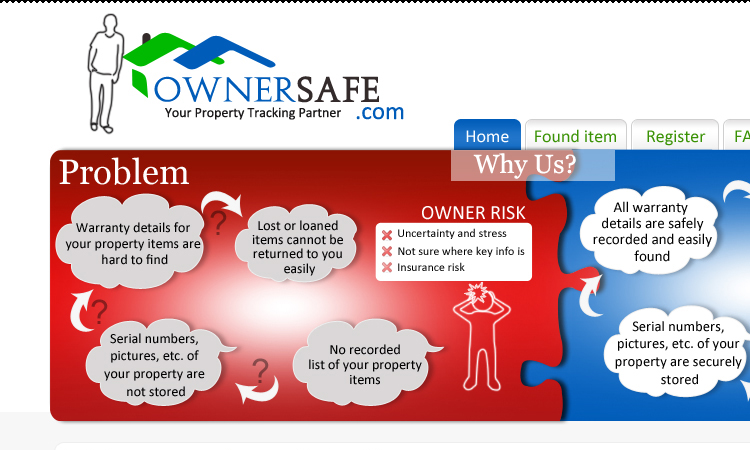 OWNERSAFE
.com
Your Property Tracking Partner
Home
Found item
Register
FA
Why Us?
Problem
Warranty details for
your property items are
hard to find
?
Lost or loaned
items cannot be
returned to you
easily
OWNER RISK
Uncertainty and stress
Not sure where key info is
Insurance risk
?
Serial numbers,
pictures, etc. of
your property are
not stored
?
No recorded
list of your property
items
All warranty
details are safely
recorded and easily
found
Serial numbers,
pictures, etc. of your
property are securely
stored